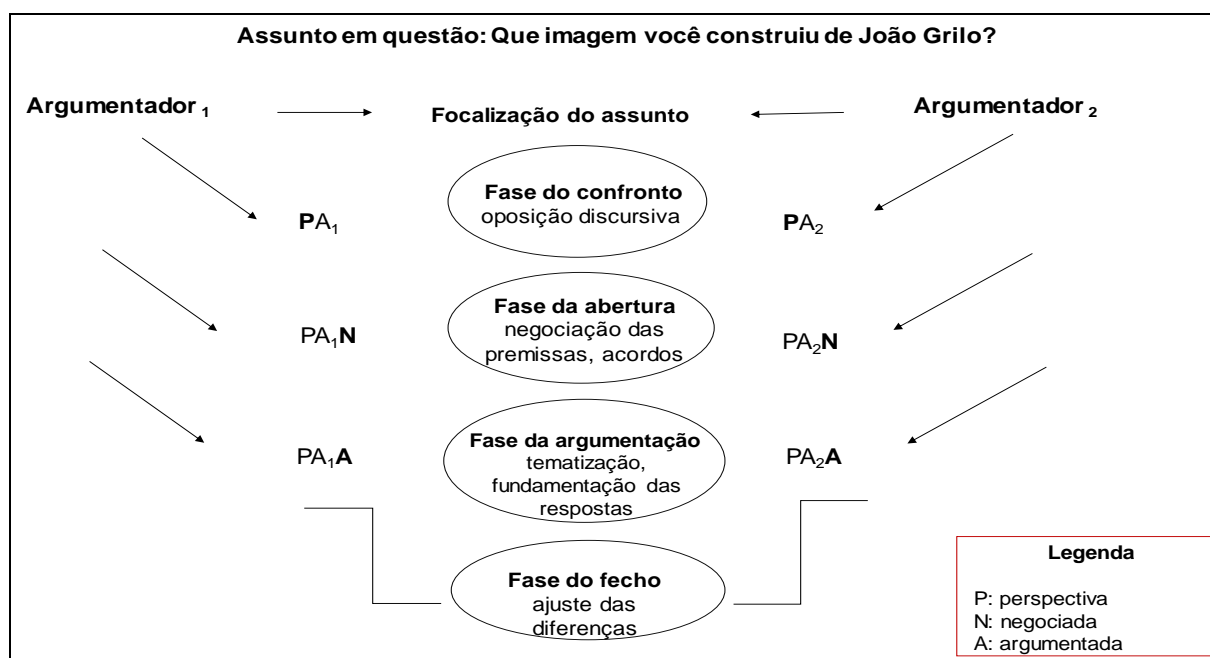 Assunto em questão: Que imagem você construiu de João Grilo?
Argumentador 1
Focalização do assunto
Argumentador 2
Fase do confronto
oposição discursiva
PA1
PA2
Fase da abertura
negociação das
premissas, acordos
PA1N
PA2N
Fase da argumentação
tematização,
fundamentação das
respostas
PA1A
PA2A
Fase do fecho
ajuste das
diferenças
Legenda
P: perspectiva
N: negociada
A: argumentada